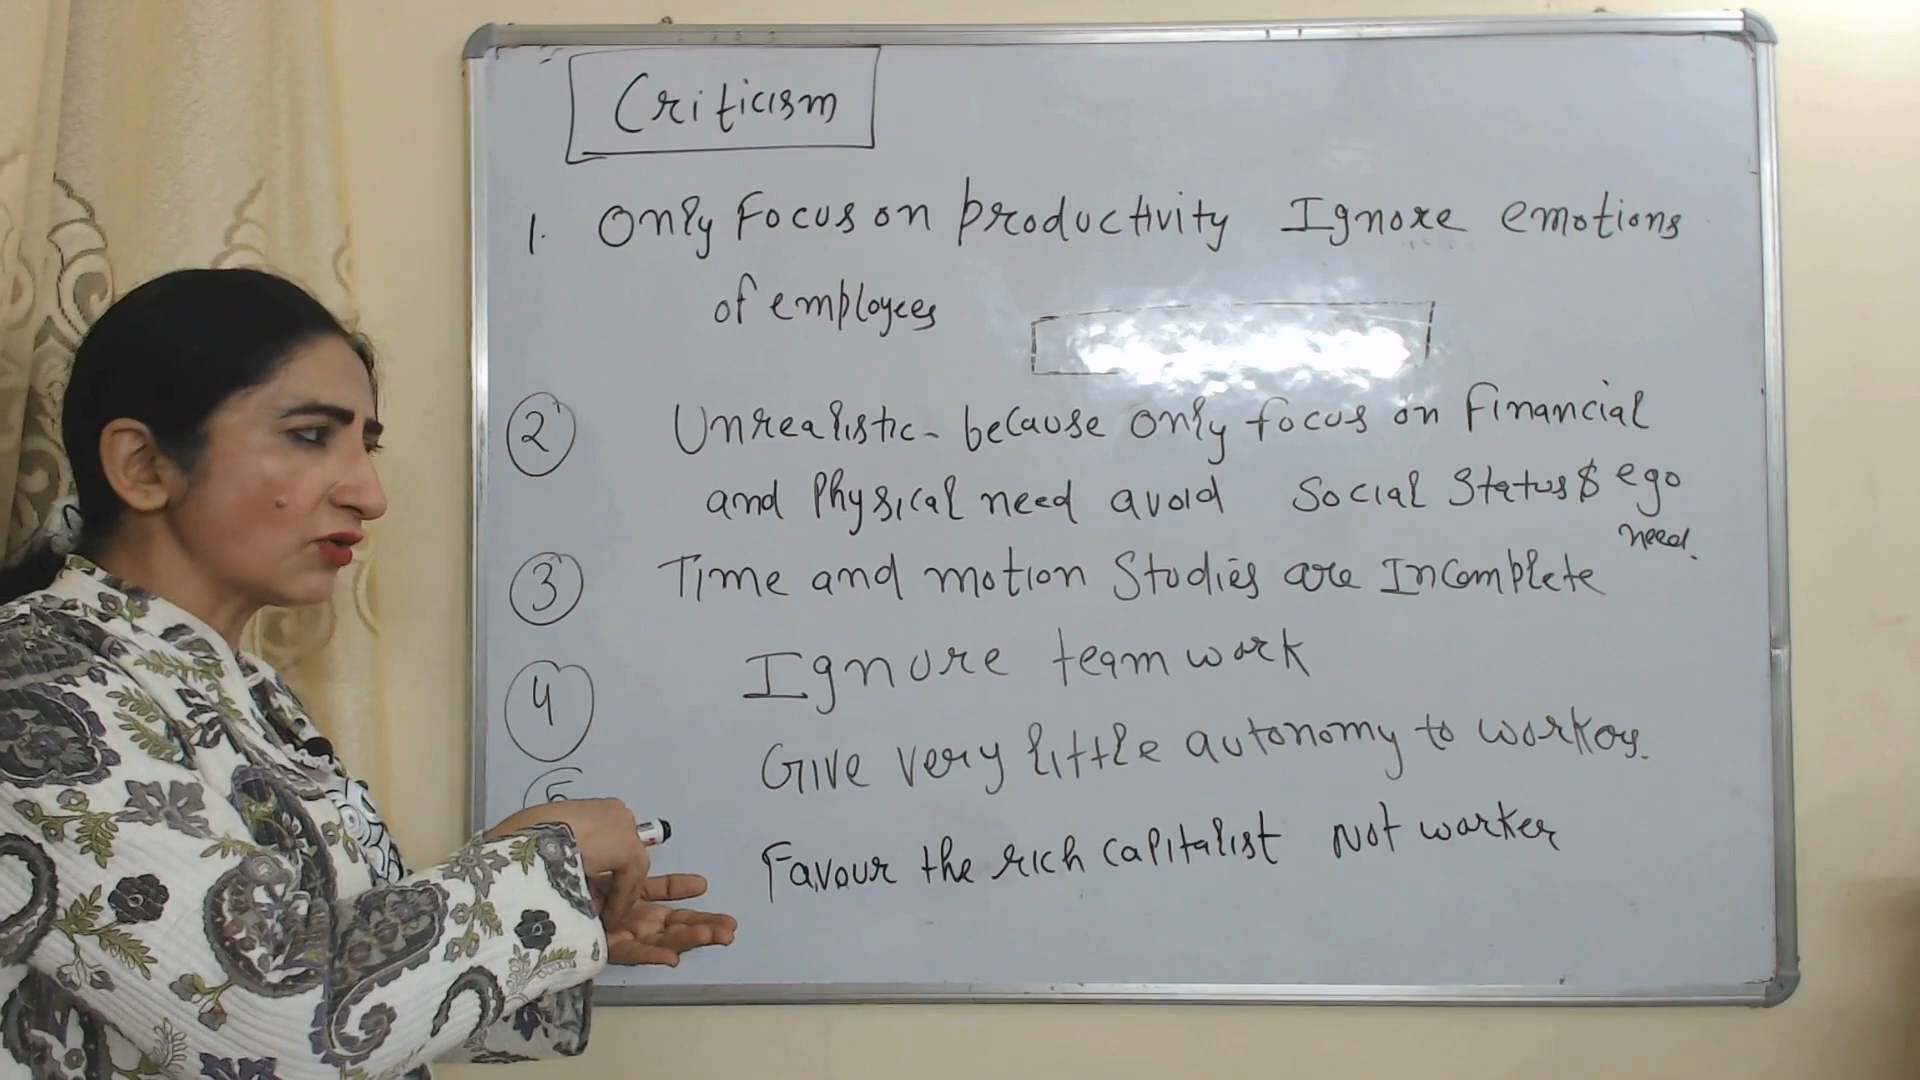 Criticism
1. Only Focus on productivity Ignore emotions
of employees
2 Unrealistic- because only focus on financial
and Physical need avoid Social Status & ego
need.
3 Time and motion Studies are Incomplete
4 Ignore team work
5 Give very little autonomy to workers.
Favour the rich capitalist Not worker